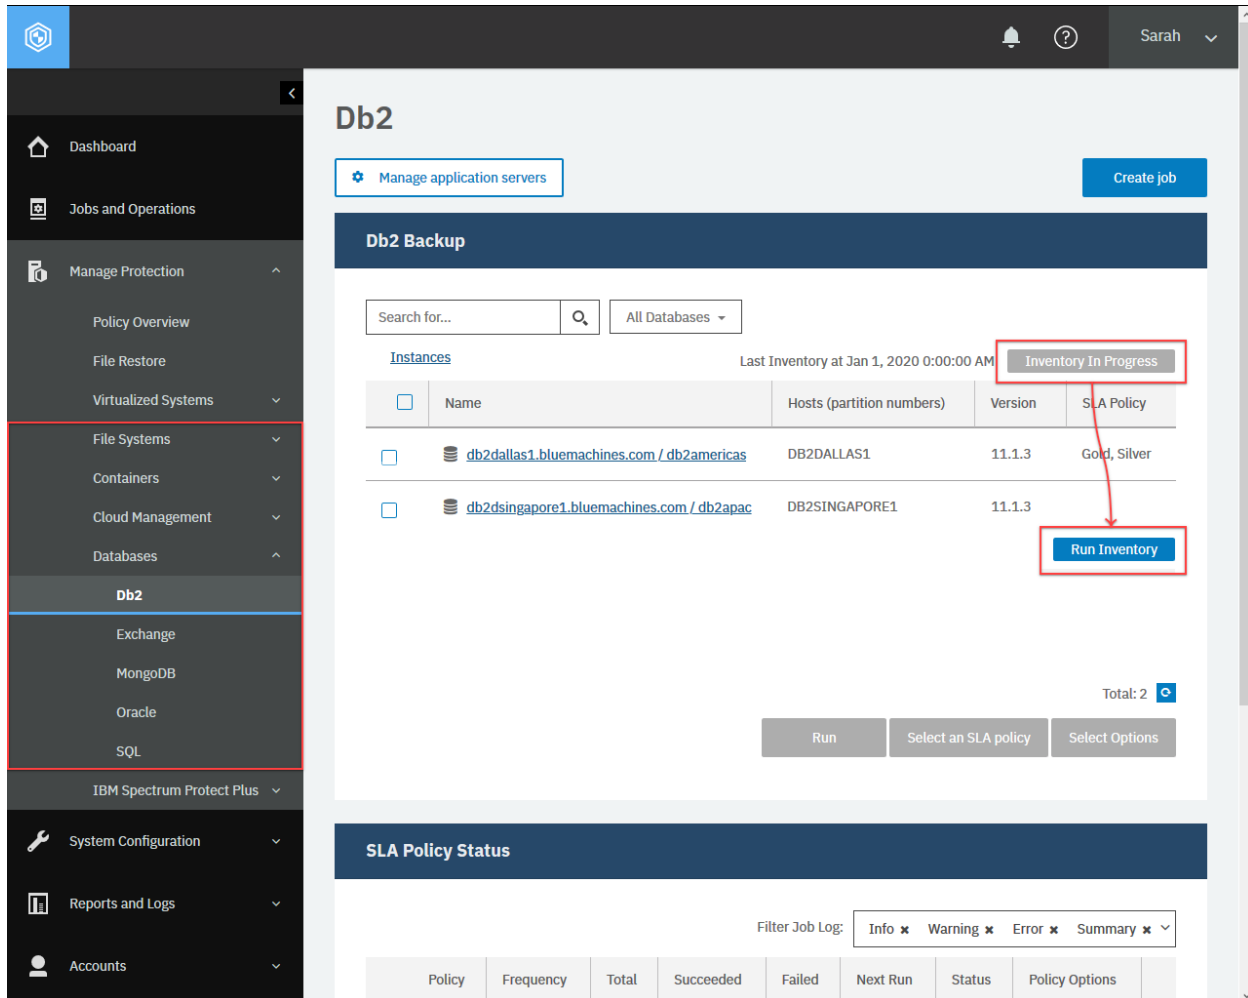 Sarah
Db2
Dashboard
Jobs and Operations
Manage Protection
Policy Overview
File Restore
Virtualized Systems
File Systems
Containers
Cloud Management
Databases
Db2
Exchange
MongoDB
Oracle
SQL
IBM Spectrum Protect Plus
System Configuration
Reports and Logs
Accounts
Manage application servers
Create job
Db2 Backup
Search for...
All Databases
Instances
Last Inventory at Jan 1, 2020 0:00:00 AM
Inventory In Progress
Name Hosts (partition numbers) Version SLA Policy
db2dallas1.bluemachines.com / db2americas DB2DALLAS1 11.1.3 Gold, Silver
db2dsingapore1.bluemachines.com / db2apac DB2SINGAPORE1 11.1.3
Run Inventory
Total: 2
Run Select an SLA policy Select Options
SLA Policy Status
Filter Job Log: Info × Warning × Error × Summary ×
Policy Frequency Total Succeeded Failed Next Run Status Policy Options